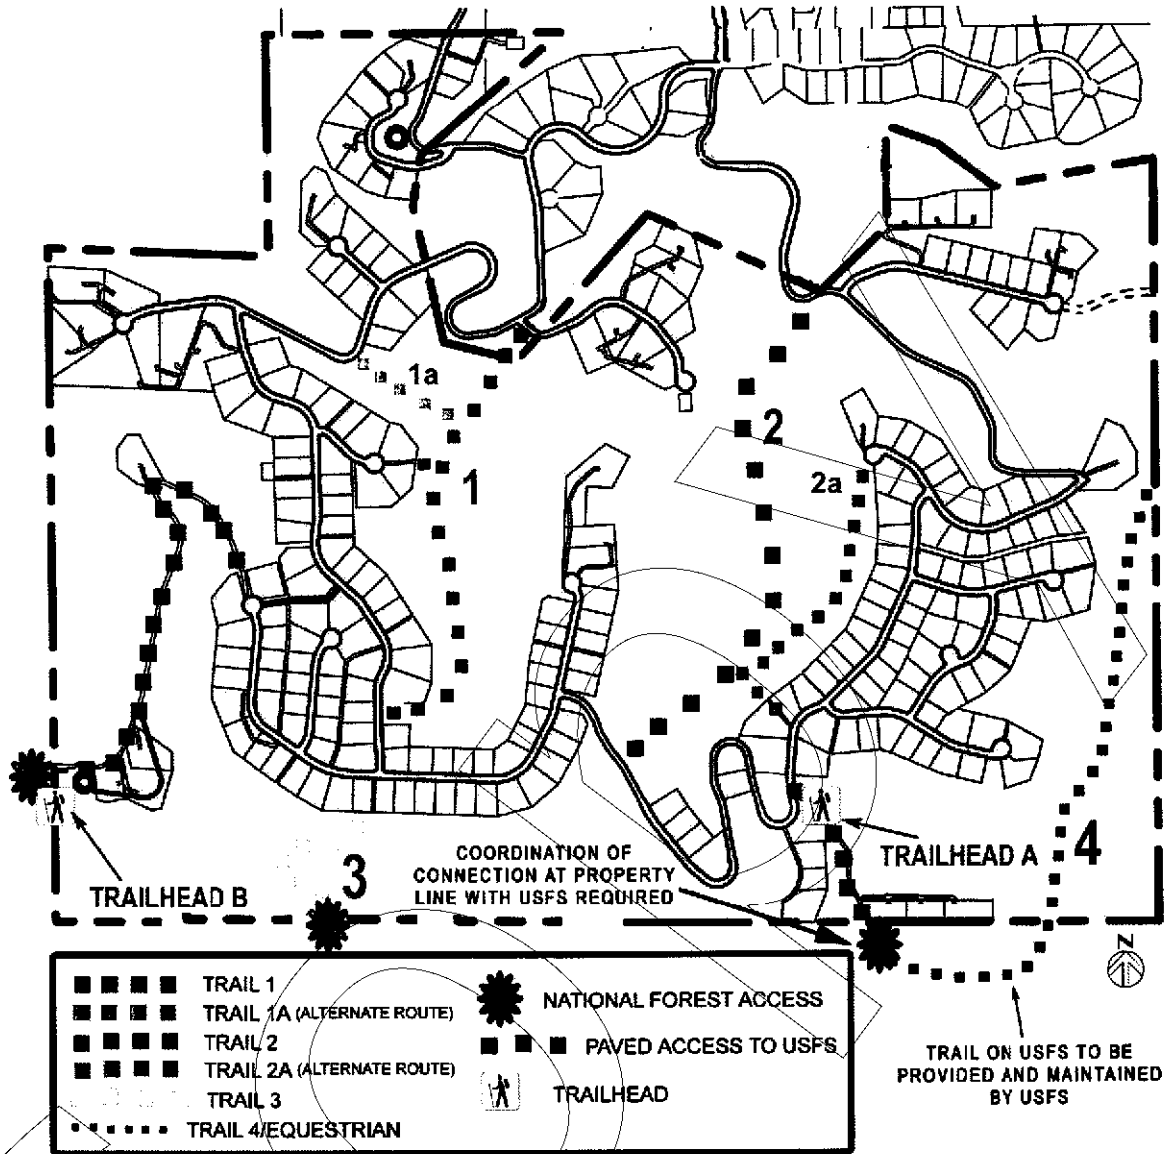 1a
1
2
2a
3
COORDINATION OF
CONNECTION AT PROPERTY
LINE WITH USFS REQUIRED
TRAILHEAD A
4
TRAILHEAD B
N
TRAIL 1
TRAIL 1A (ALTERNATE ROUTE)
TRAIL 2
TRAIL 2A (ALTERNATE ROUTE)
TRAIL 3
TRAIL 4/EQUESTRIAN
NATIONAL FOREST ACCESS
PAVED ACCESS TO USFS
TRAILHEAD
TRAIL ON USFS TO BE
PROVIDED AND MAINTAINED
BY USFS